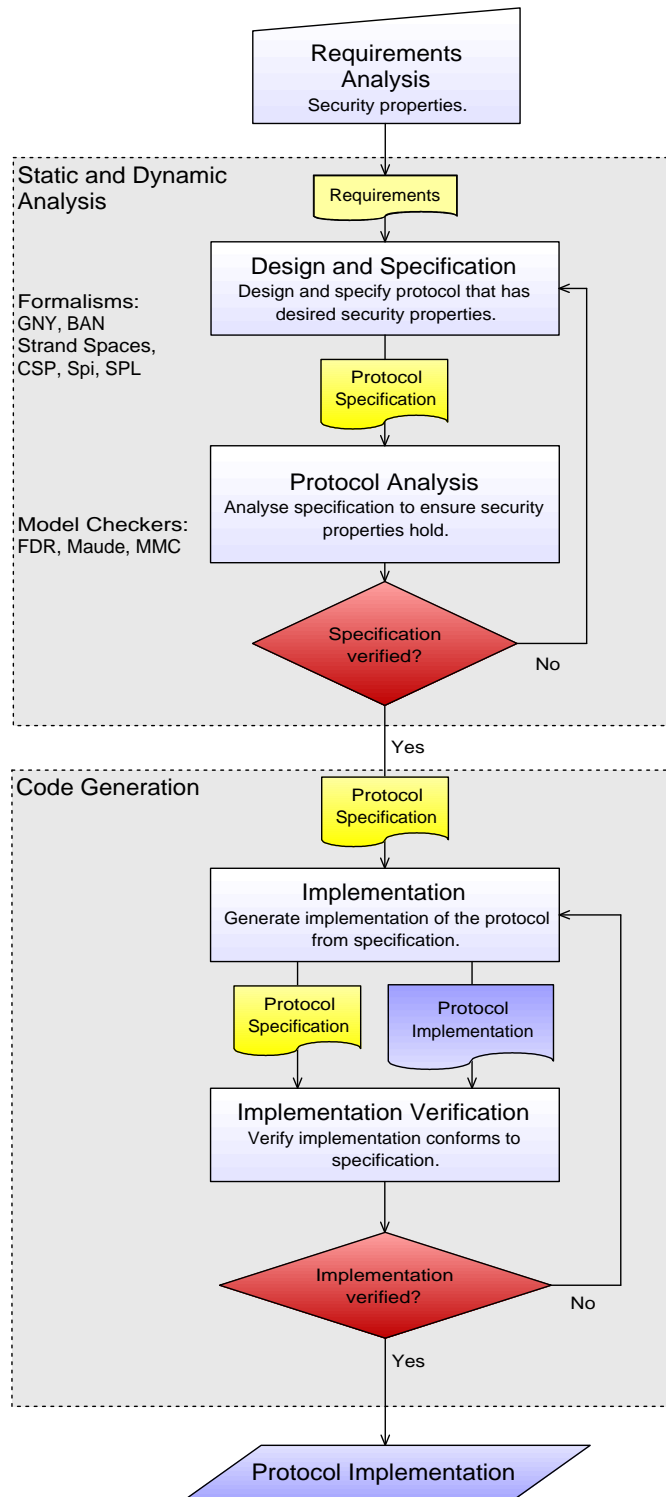 Requirements
Analysis
Security properties.
Static and Dynamic
Analysis
Requirements
Design and Specification
Design and specify protocol that has
desired security properties.
Formalisms:
GNY, BAN
Strand Spaces,
CSP, Spi, SPL
Protocol
Specification
Protocol Analysis
Analyse specification to ensure security
properties hold.
Model Checkers:
FDR, Maude, MMC
Specification
verified?
No
Yes
Code Generation
Protocol
Specification
Implementation
Generate implementation of the protocol
from specification.
Protocol
Specification
Protocol
Implementation
Implementation Verification
Verify implementation conforms to
specification.
Implementation
verified?
No
Yes
Protocol Implementation